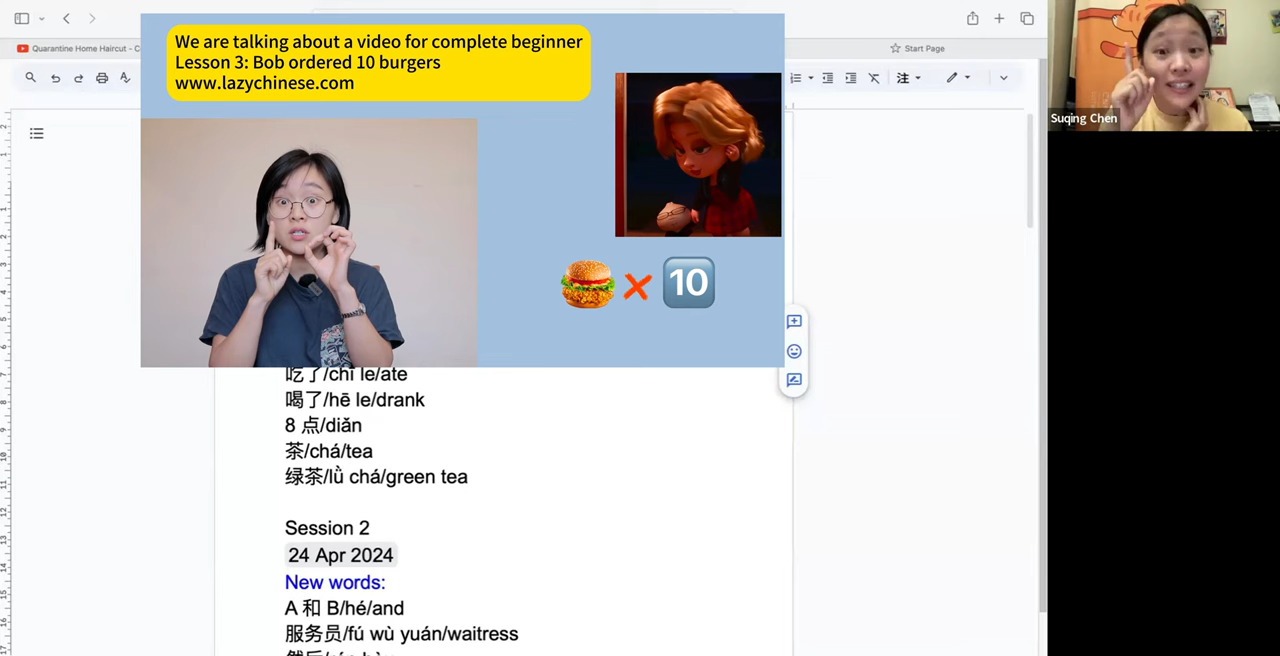 Quarantine Home Haircut - C
Start Page
We are talking about a video for complete beginner
Lesson 3: Bob ordered 10 burgers
www.lazychinese.com
注
10
Suqing Chen
吃了/chī le/ate
喝了/hē le/drank
8 点/diǎn
茶/chá/tea
绿茶/lǜ chá/green tea
Session 2
24 Apr 2024
New words:
A 和 B/hé/and
服务员/fú wù yuán/waitress